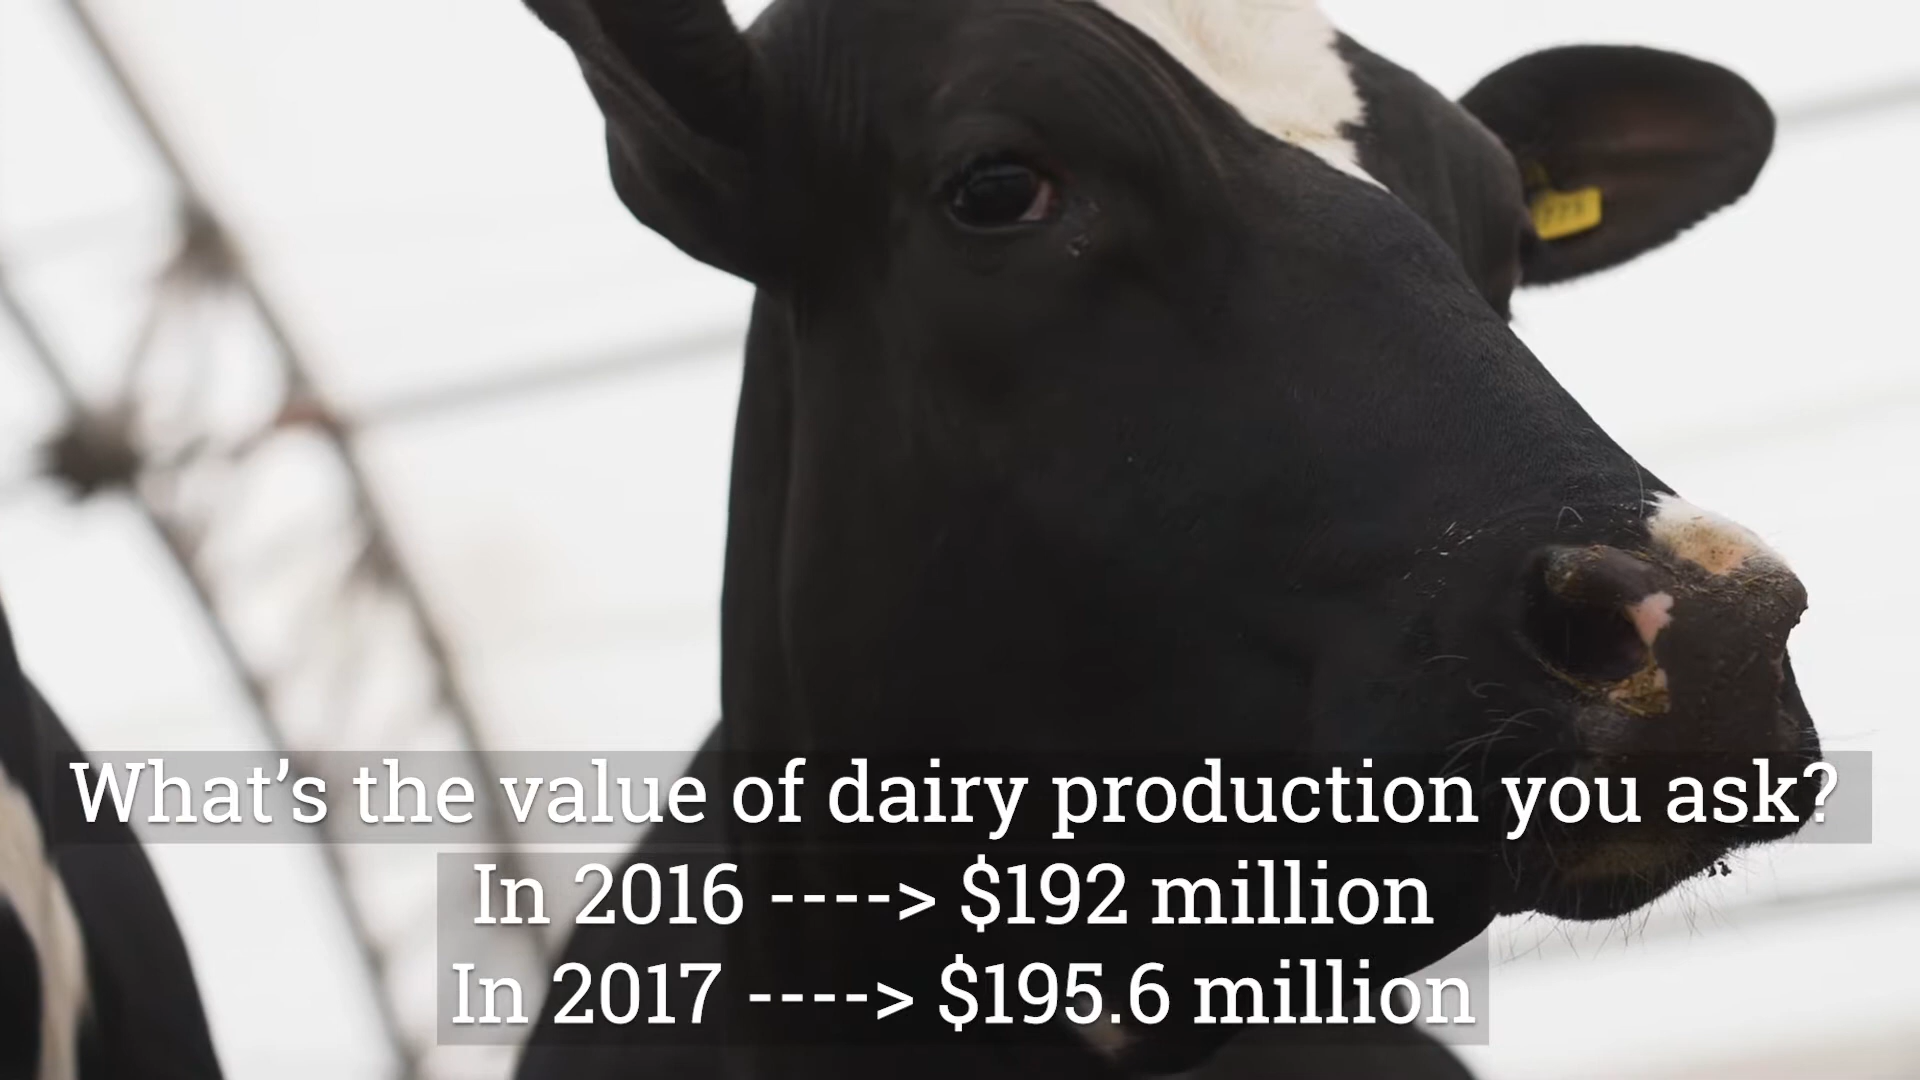 What’s the value of dairy production you ask?
In 2016 ----> $192 million
In 2017 ----> $195.6 million